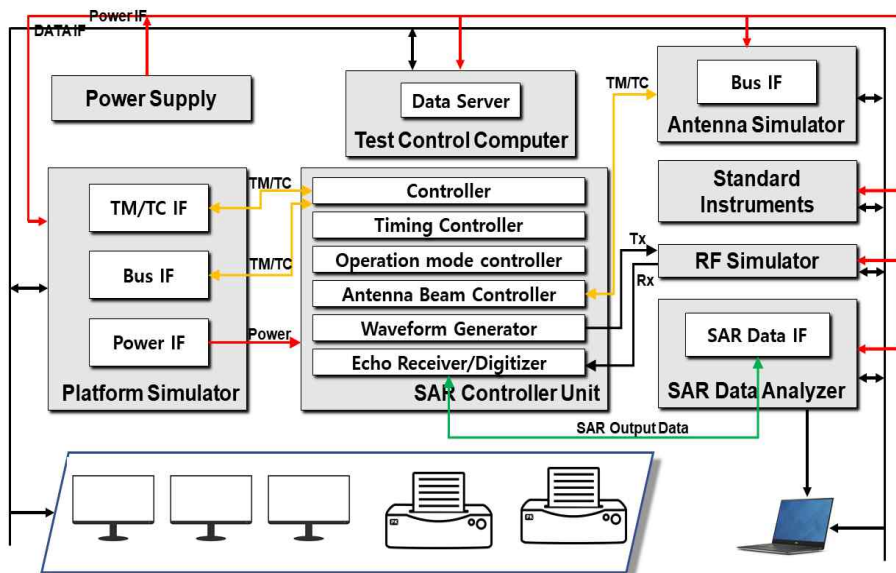 Power IF
DATA IF
Power Supply
Data Server
Test Control Computer
TM/TC
Bus IF
Antenna Simulator
TM/TC IF
Bus IF
Power IF
Platform Simulator
TM/TC
TM/TC
Power
Controller
Timing Controller
Operation mode controller
Antenna Beam Controller
Waveform Generator
Echo Receiver/Digitizer
SAR Controller Unit
Standard
Instruments
Tx
RF Simulator
Rx
SAR Data IF
SAR Data Analyzer
SAR Output Data